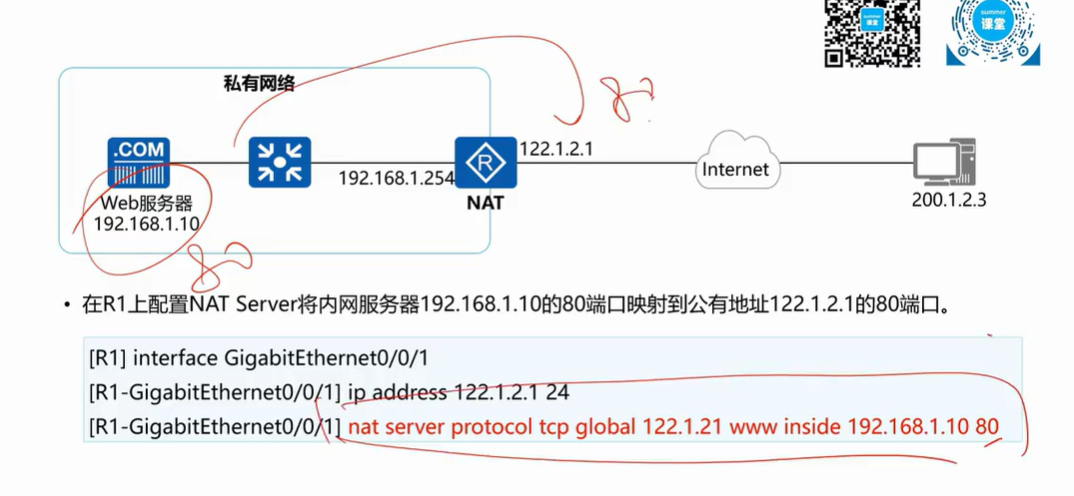 summer
课堂
summer
课堂
私有网络
80
.COM
122.1.2.1
Internet
192.168.1.254
R
Web服务器
NAT
200.1.2.3
192.168.1.10
80
• 在R1上配置NAT Server将内网服务器192.168.1.10的80端口映射到公有地址122.1.2.1的80端口。
[R1] interface GigabitEthernet0/0/1
[R1-GigabitEthernet0/0/1] ip address 122.1.2.1 24
[R1-GigabitEthernet0/0/1] nat server protocol tcp global 122.1.21 www inside 192.168.1.10 80